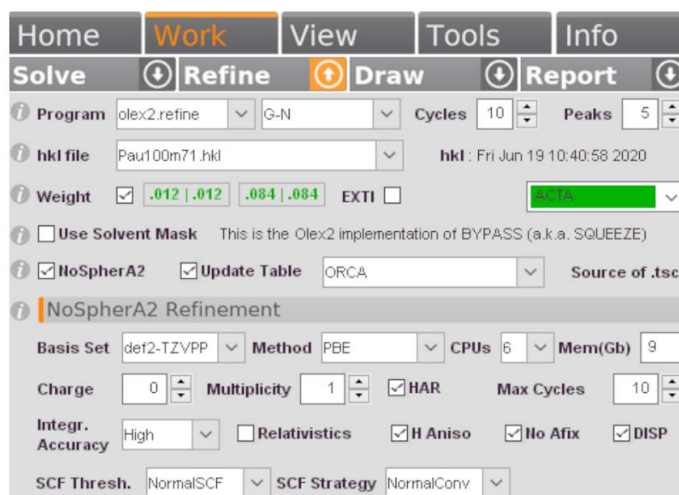 Home Work View Tools Info
Solve Refine Draw Report
Program olex2.refine G-N Cycles 10 Peaks 5
hkl file Pau100m71.hkl hkl : Fri Jun 19 10:40:58 2020
Weight .012 | .012 .084 | .084 EXTI ACTA
Use Solvent Mask This is the Olex2 implementation of BYPASS (a.k.a. SQUEEZE)
NoSpherA2 Update Table ORCA Source of .tsc
NoSpherA2 Refinement
Basis Set def2-TZVPP Method PBE CPUs 6 Mem(Gb) 9
Charge 0 Multiplicity 1 HAR Max Cycles 10
Integr. Accuracy High Relativistics H Aniso No Afix DISP
SCF Thresh. NormalSCF SCF Strategy NormalConv